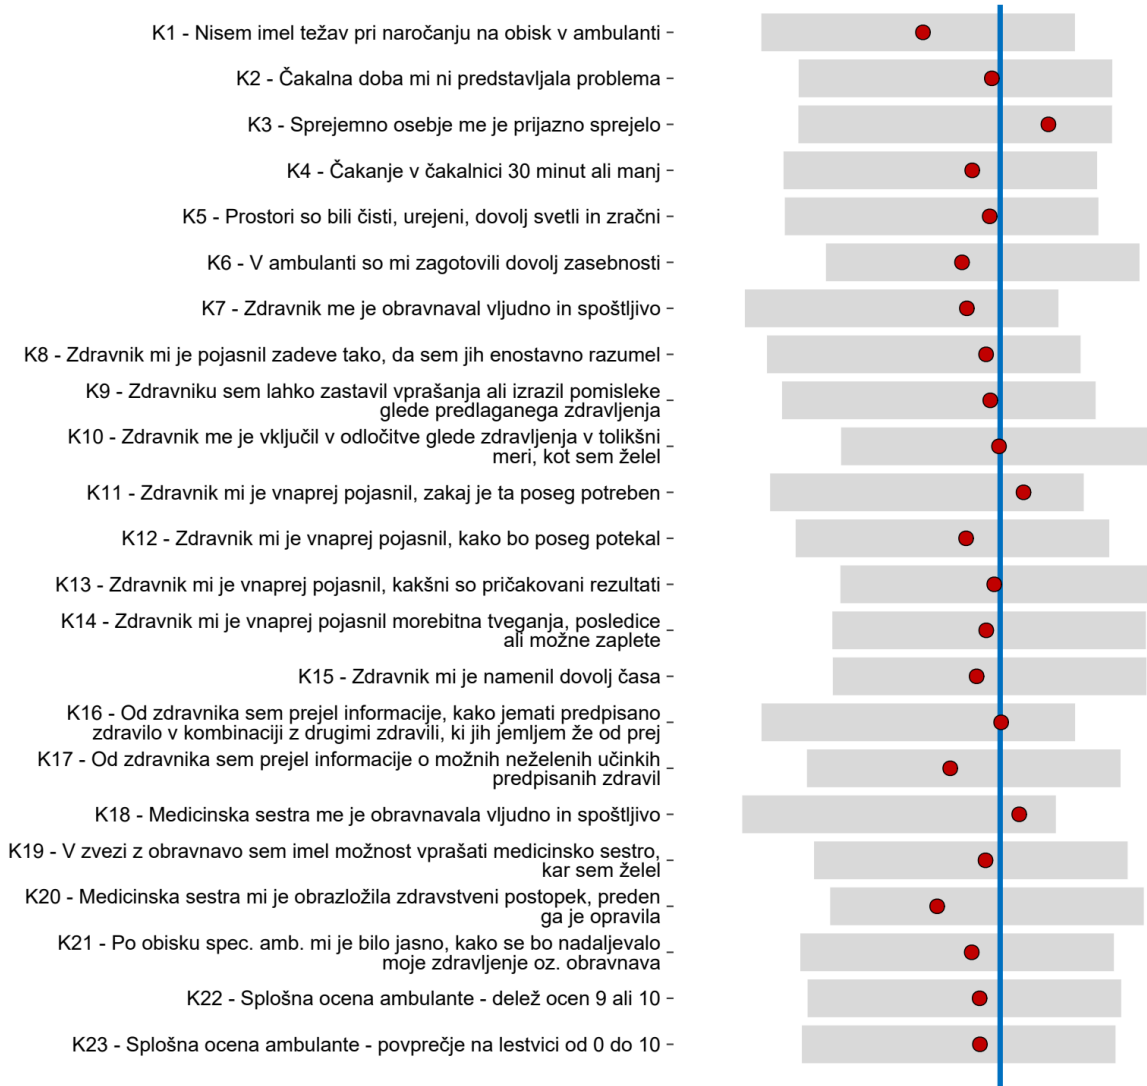 K1 - Nisem imel težav pri naročanju na obisk v ambulanti
K2 - Čakalna doba mi ni predstavljala problema
K3 - Sprejemno osebje me je prijazno sprejelo
K4 - Čakanje v čakalnici 30 minut ali manj
K5 - Prostori so bili čisti, urejeni, dovolj svetli in zračni
K6 - V ambulanti so mi zagotovili dovolj zasebnosti
K7 - Zdravnik me je obravnaval vljudno in spoštljivo
K8 - Zdravnik mi je pojasnil zadeve tako, da sem jih enostavno razumel
K9 - Zdravniku sem lahko zastavil vprašanja ali izrazil pomisleke
glede predlaganega zdravljenja
K10 - Zdravnik me je vključil v odločitve glede zdravljenja v tolikšni
meri, kot sem želel
K11 - Zdravnik mi je vnaprej pojasnil, zakaj je ta poseg potreben
K12 - Zdravnik mi je vnaprej pojasnil, kako bo poseg potekal
K13 - Zdravnik mi je vnaprej pojasnil, kakšni so pričakovani rezultati
K14 - Zdravnik mi je vnaprej pojasnil morebitna tveganja, posledice
ali možne zaplete
K15 - Zdravnik mi je namenil dovolj časa
K16 - Od zdravnika sem prejel informacije, kako jemati predpisano
zdravilo v kombinaciji z drugimi zdravili, ki jih jemljem že od prej
K17 - Od zdravnika sem prejel informacije o možnih neželenih učinkih
predpisanih zdravil
K18 - Medicinska sestra me je obravnavala vljudno in spoštljivo
K19 - V zvezi z obravnavo sem imel možnost vprašati medicinsko sestro,
kar sem želel
K20 - Medicinska sestra mi je obrazložila zdravstveni postopek, preden
ga je opravila
K21 - Po obisku spec. amb. mi je bilo jasno, kako se bo nadaljevalo
moje zdravljenje oz. obravnava
K22 - Splošna ocena ambulante - delež ocen 9 ali 10
K23 - Splošna ocena ambulante - povprečje na lestvici od 0 do 10